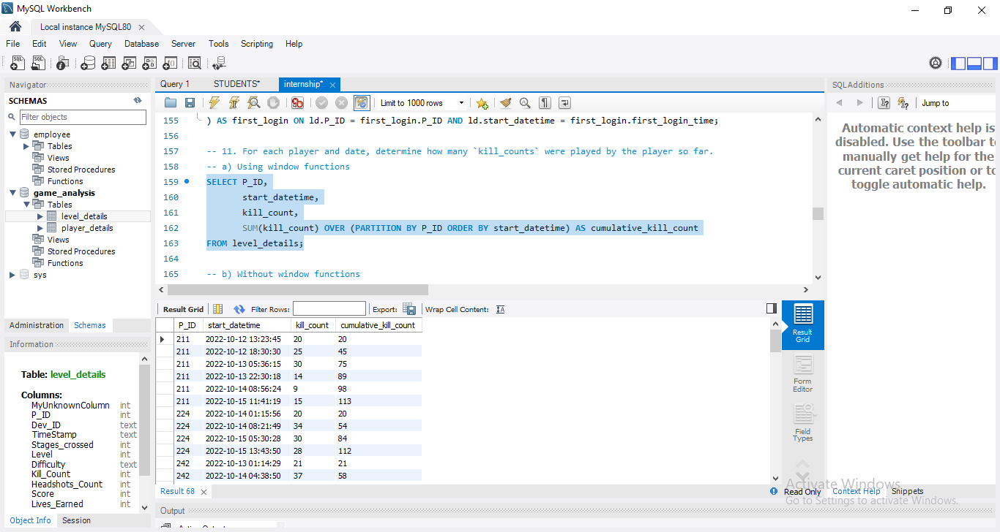 MySQL Workbench
Local instance MySQL80
File Edit View Query Database Server Tools Scripting Help
Navigator
SCHEMAS
Filter objects
employee
Tables
Views
Stored Procedures
Functions
game_analysis
Tables
level_details
player_details
Views
Stored Procedures
Functions
sys
Administration Schemas
Information
Table: level_details
Columns:
MyUnknownColumn int
P_ID int
Dev_ID text
TimeStamp text
Stages_crossed int
Level int
Difficulty text
Kill_Count int
Headshots_Count int
Score int
Lives_Earned int
Object Info Session
Query 1 STUDENTS* internship*
Limit to 1000 rows
155 ) AS first_login ON ld.P_ID = first_login.P_ID AND ld.start_datetime = first_login.first_login_time;
156
157 -- 11. For each player and date, determine how many `kill_counts` were played by the player so far.
158 -- a) Using window functions
159 SELECT P_ID,
160 start_datetime,
161 kill_count,
162 SUM(kill_count) OVER (PARTITION BY P_ID ORDER BY start_datetime) AS cumulative_kill_count
163 FROM level_details;
164
165 -- b) Without window functions
Result Grid Filter Rows: Export: Wrap Cell Content:
P_ID start_datetime kill_count cumulative_kill_count
211 2022-10-12 13:23:45 20 20
211 2022-10-12 18:30:30 25 45
211 2022-10-13 05:36:15 30 75
211 2022-10-13 22:30:18 14 89
211 2022-10-14 08:56:24 9 98
211 2022-10-15 11:41:19 15 113
224 2022-10-14 01:15:56 20 20
224 2022-10-14 08:21:49 34 54
224 2022-10-15 05:30:28 30 84
224 2022-10-15 13:43:50 28 112
242 2022-10-13 01:14:29 21 21
242 2022-10-14 04:38:50 37 58
Result Grid
Form Editor
Field Types
Result 68
Read Only
Output
SQLAdditions
Jump to
Automatic context help is
disabled. Use the toolbar t
manually get help for the
current caret position or to
toggle automatic help.
Context Help Snippets
Activate Windows
Go to Settings to activate Windows.